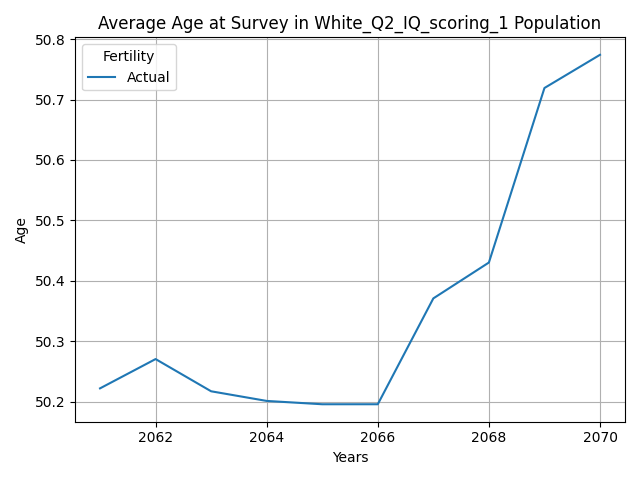 Average Age at Survey in White_Q2_IQ_scoring_1 Population
Fertility
Actual
50.8
50.7
50.6
50.5
50.4
50.3
50.2
Age
2062 2064 2066 2068 2070
Years